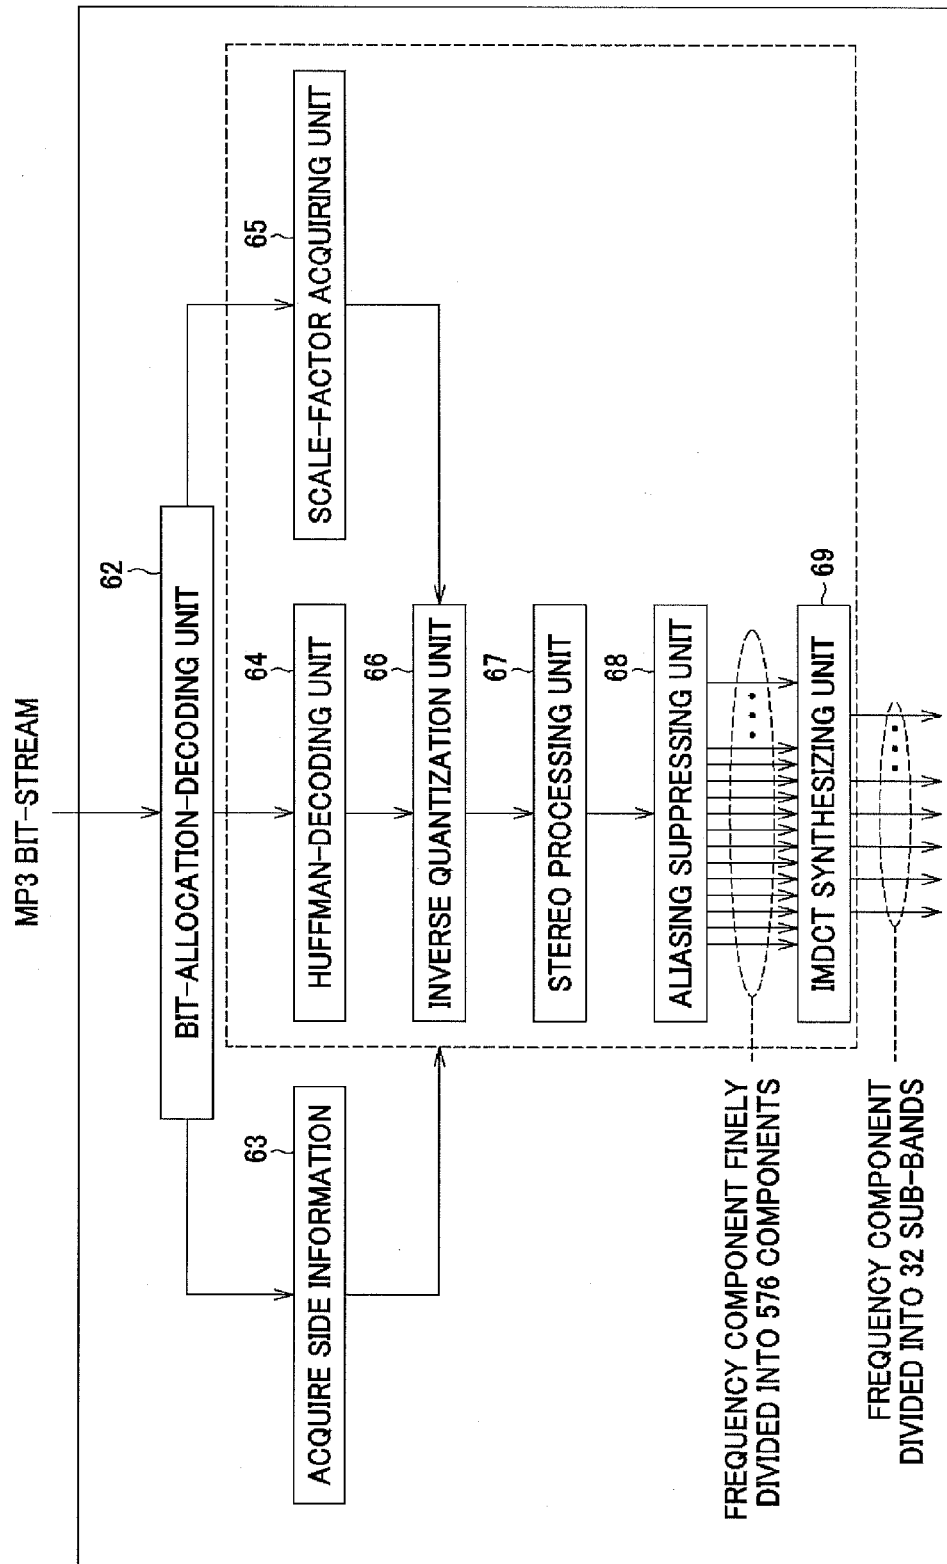 MP3 BIT-STREAM
62
BIT-ALLOCATION-DECODING UNIT
63
ACQUIRE SIDE INFORMATION
64
HUFFMAN-DECODING UNIT
65
SCALE-FACTOR ACQUIRING UNIT
66
INVERSE QUANTIZATION UNIT
67
STEREO PROCESSING UNIT
68
ALIASING SUPPRESSING UNIT
FREQUENCY COMPONENT FINELY
DIVIDED INTO 576 COMPONENTS
69
IMDCT SYNTHESIZING UNIT
FREQUENCY COMPONENT
DIVIDED INTO 32 SUB-BANDS